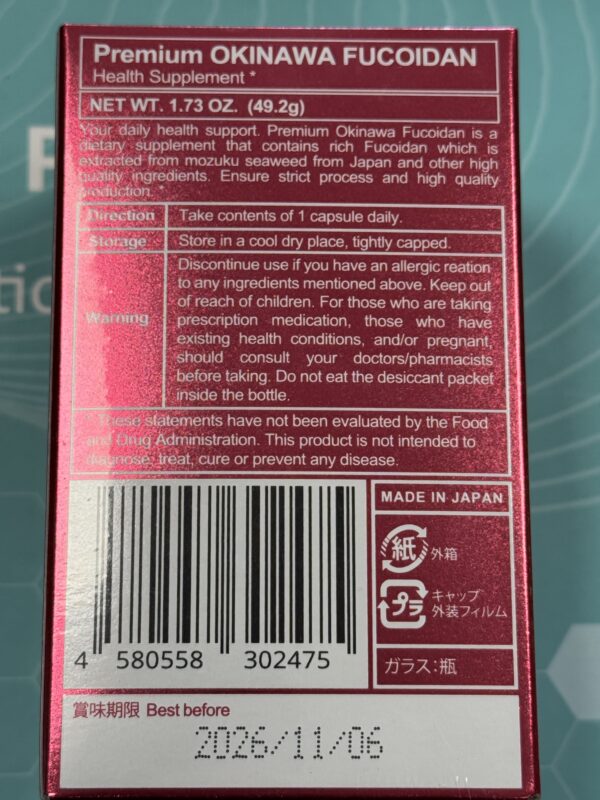 Premium OKINAWA FUCOIDAN
Health Supplement *
NET WT. 1.73 OZ. (49.2g)
Your daily health support. Premium Okinawa Fucoidan is a
dietary supplement that contains rich Fucoidan which is
extracted from mozuku seaweed from Japan and other high
quality ingredients. Ensure strict process and high quality
production. *
Direction Take contents of 1 capsule daily.
Storage Store in a cool dry place, tightly capped.
Warning
Discontinue use if you have an allergic reation
to any ingredients mentioned above. Keep out
of reach of children. For those who are taking
prescription medication, those who have
existing health conditions, and/or pregnant,
should consult your doctors/pharmacists
before taking. Do not eat the desiccant packet
inside the bottle.
These statements have not been evaluated by the Food
and Drug Administration. This product is not intended to
diagnose, treat, cure or prevent any disease.
MADE IN JAPAN
紙 外箱
プラ キャップ
外装フィルム
ガラス:瓶
4 580558 302475
賞味期限 Best before
2026/11/06